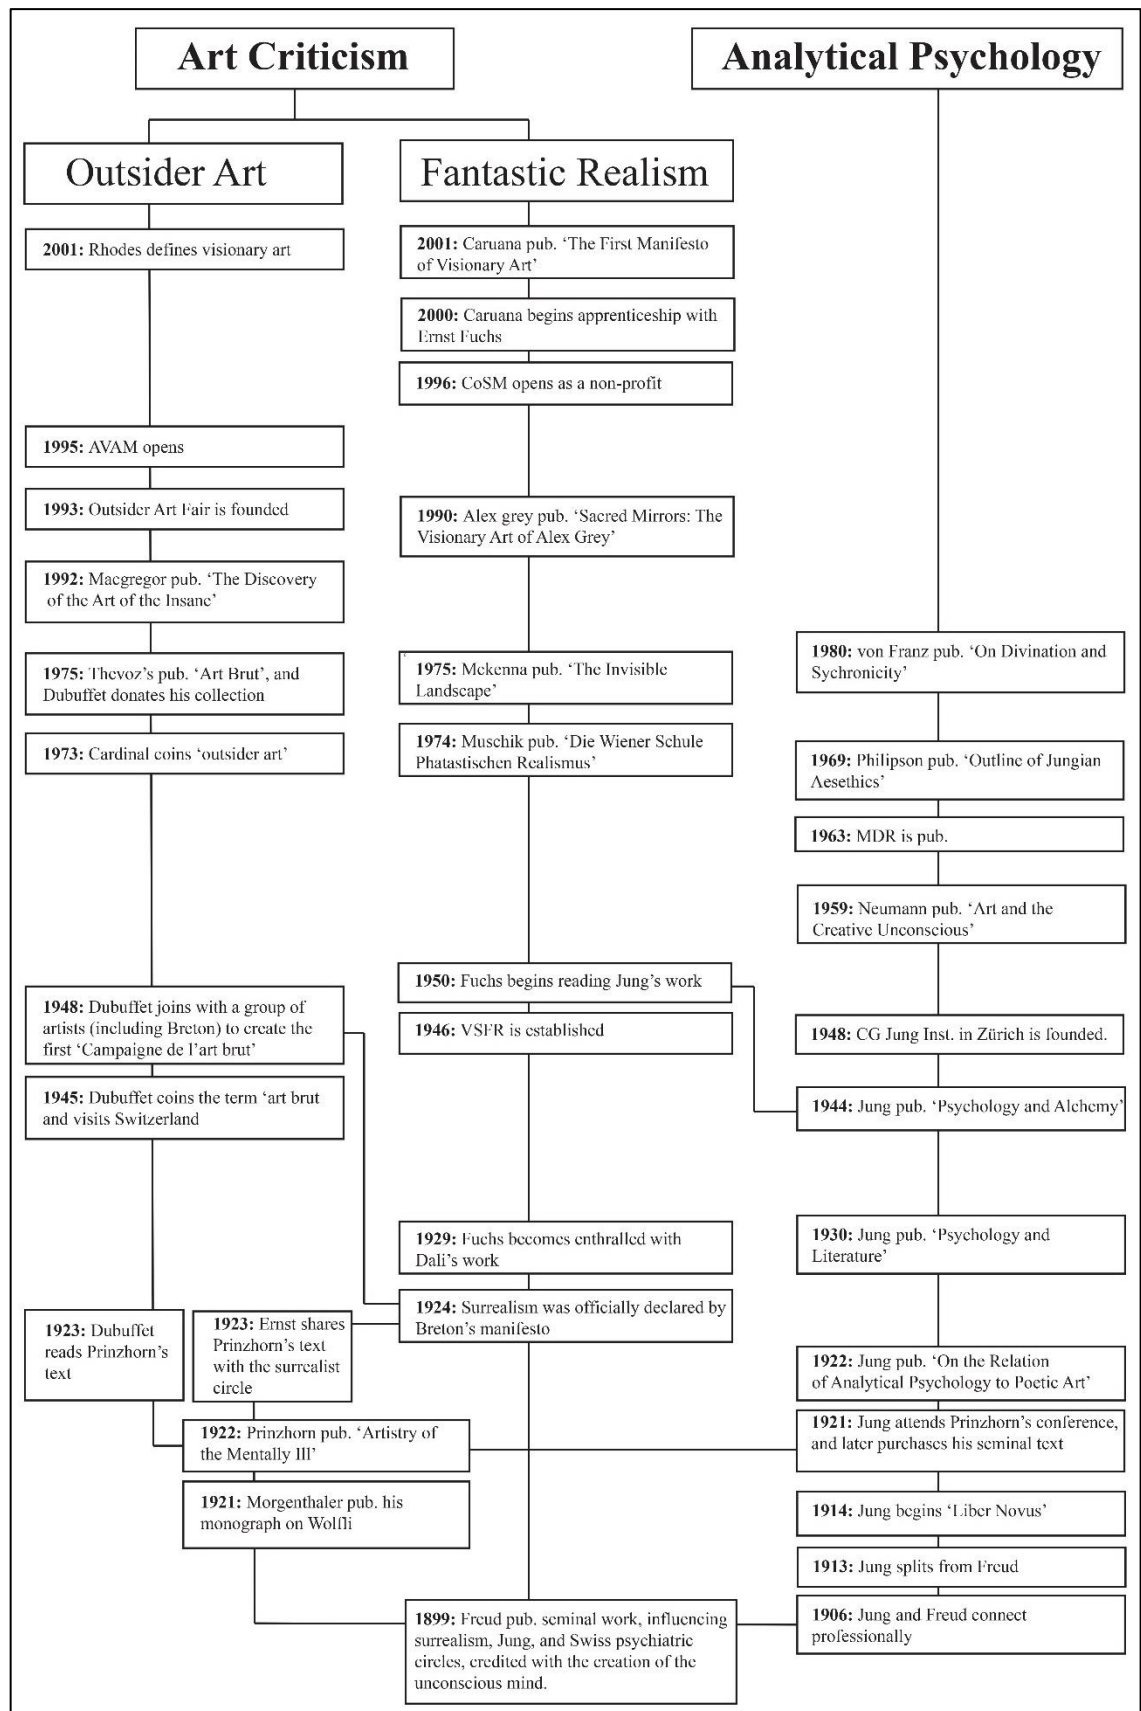 Art Criticism
Analytical Psychology
Outsider Art
Fantastic Realism
2001: Rhodes defines visionary art
2001: Caruana pub. ‘The First Manifesto
of Visionary Art’
2000: Caruana begins apprenticeship with
Ernst Fuchs
1996: CoSM opens as a non-profit
1995: AVAM opens
1993: Outsider Art Fair is founded
1990: Alex grey pub. ‘Sacred Mirrors: The
Visionary Art of Alex Grey’
1992: Macgregor pub. ‘The Discovery
of the Art of the Insane’
1980: von Franz pub. ‘On Divination and
Sychronicity’
1975: Thevoz’s pub. ‘Art Brut’, and
Dubuffet donates his collection
1975: Mckenna pub. ‘The Invisible
Landscape’
1973: Cardinal coins ‘outsider art’
1974: Muschik pub. ‘Die Wiener Schule
Phatastischen Realismus’
1969: Philipson pub. ‘Outline of Jungian
Aesethics’
1963: MDR is pub.
1959: Neumann pub. ‘Art and the
Creative Unconscious’
1950: Fuchs begins reading Jung’s work
1948: Dubuffet joins with a group of
artists (including Breton) to create the
first ‘Campaigne de l’art brut’
1946: VSFR is established
1948: CG Jung Inst. in Zürich is founded.
1945: Dubuffet coins the term ‘art brut
and visits Switzerland
1944: Jung pub. ‘Psychology and Alchemy’
1929: Fuchs becomes enthralled with
Dali’s work
1930: Jung pub. ‘Psychology and
Literature’
1924: Surrealism was officially declared by
Breton’s manifesto
1923: Dubuffet
reads Prinzhorn’s
text
1923: Ernst shares
Prinzhorn’s text
with the surrealist
circle
1922: Jung pub. ‘On the Relation
of Analytical Psychology to Poetic Art’
1922: Prinzhorn pub. ‘Artistry of
the Mentally Ill’
1921: Jung attends Prinzhorn’s conference,
and later purchases his seminal text
1921: Morgenthaler pub. his
monograph on Wolfli
1914: Jung begins ‘Liber Novus’
1913: Jung splits from Freud
1899: Freud pub. seminal work, influencing
surrealism, Jung, and Swiss psychiatric
circles, credited with the creation of the
unconscious mind.
1906: Jung and Freud connect
professionally